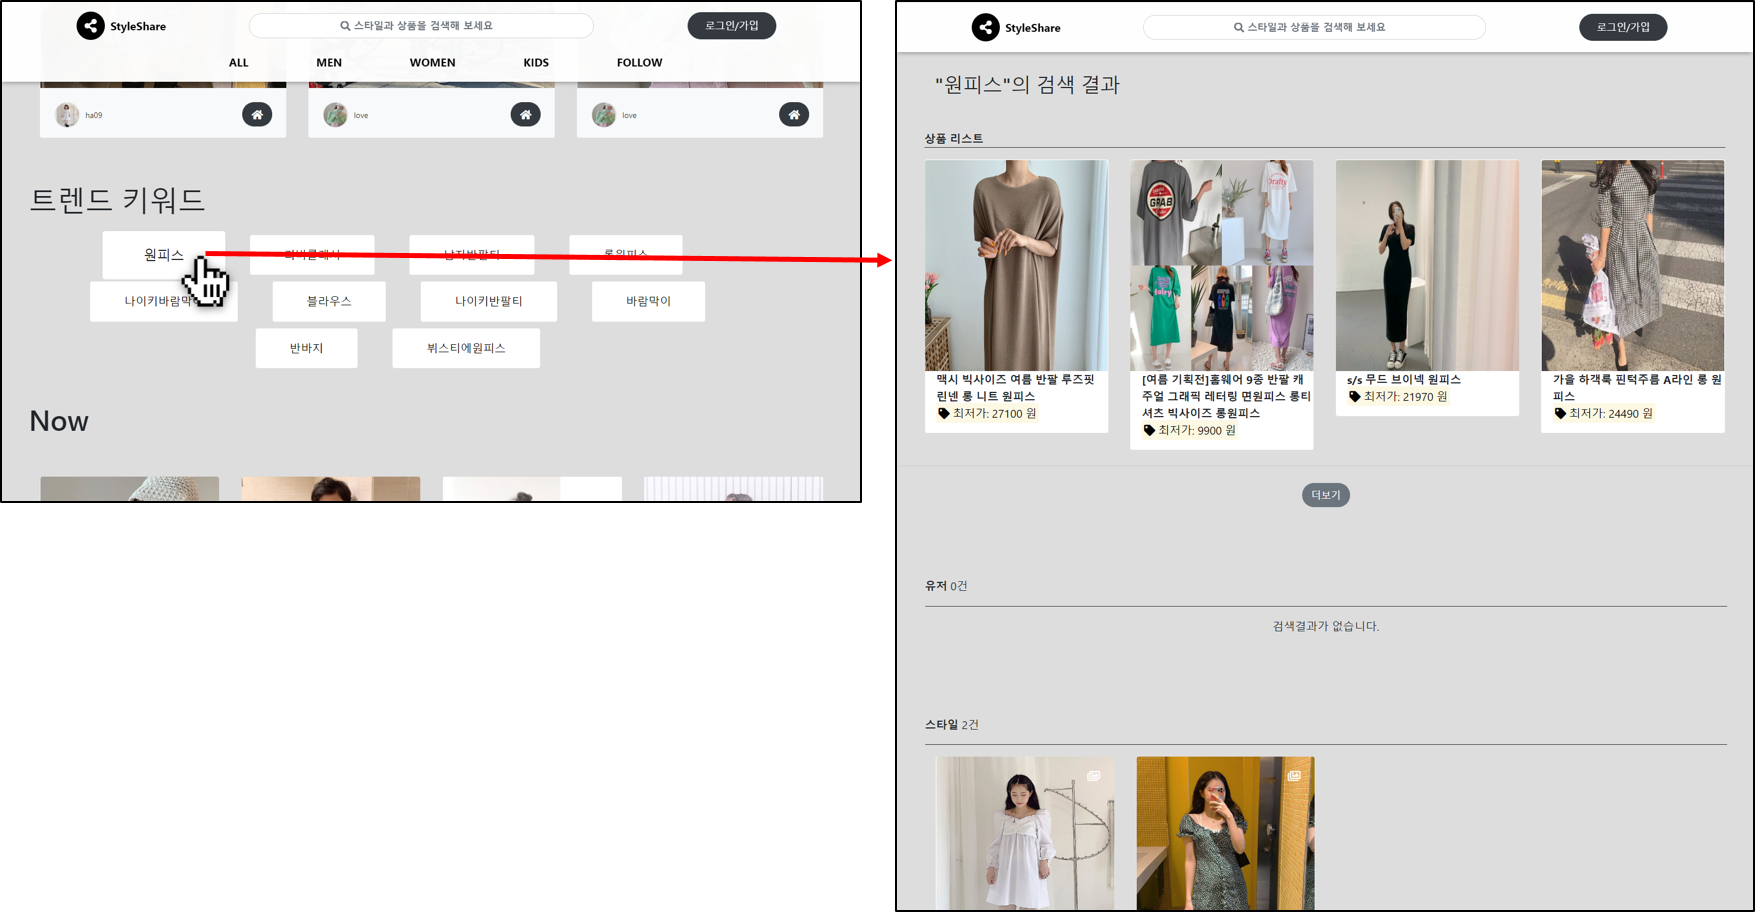 StyleShare
스타일과 상품을 검색해 보세요
로그인/가입
ALL
MEN
WOMEN
KIDS
FOLLOW
ha09
love
love
트렌드 키워드
원피스
롱원피스
블라우스
나이키반팔티
바람막이
반바지
뷔스티에원피스
Now
StyleShare
스타일과 상품을 검색해 보세요
로그인/가입
"원피스"의 검색 결과
상품 리스트
맥시 빅사이즈 여름 반팔 루즈핏
린넨 롱 니트 원피스
최저가: 27100 원
[여름 기획전]홈웨어 9종 반팔 캐
주얼 그래픽 레터링 면원피스 롱티
셔츠 빅사이즈 롱원피스
최저가: 9900 원
s/s 무드 브이넥 원피스
최저가: 21970 원
가을 하객룩 핀턱주름 A라인 롱 원
피스
최저가: 24490 원
더보기
유저 0건
검색결과가 없습니다.
스타일 2건